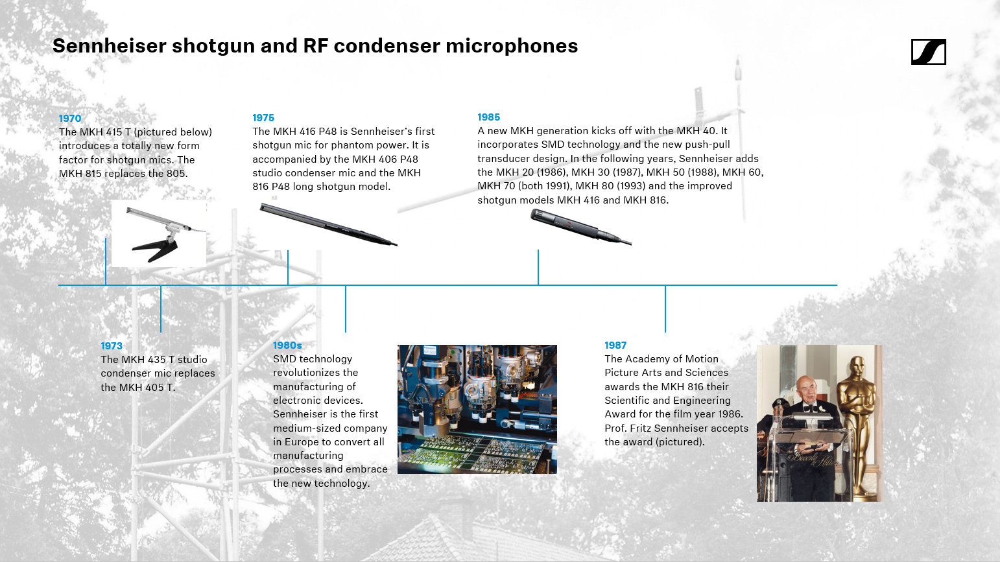 Sennheiser shotgun and RF condenser microphones
1970
The MKH 415 T (pictured below)
introduces a totally new form
factor for shotgun mics. The
MKH 815 replaces the 805.
1975
The MKH 416 P48 is Sennheiser's first
shotgun mic for phantom power. It is
accompanied by the MKH 406 P48
studio condenser mic and the MKH
816 P48 long shotgun model.
1985
A new MKH generation kicks off with the MKH 40. It
incorporates SMD technology and the new push-pull
transducer design. In the following years, Sennheiser adds
the MKH 20 (1986), MKH 30 (1987), MKH 50 (1988), MKH 60,
MKH 70 (both 1991), MKH 80 (1993) and the improved
shotgun models MKH 416 and MKH 816.
1973
The MKH 435 T studio
condenser mic replaces
the MKH 405 T.
1980s
SMD technology
revolutionizes the
manufacturing of
electronic devices.
Sennheiser is the first
medium-sized company
in Europe to convert all
manufacturing
processes and embrace
the new technology.
1987
The Academy of Motion
Picture Arts and Sciences
awards the MKH 816 their
Scientific and Engineering
Award for the film year 1986.
Prof. Fritz Sennheiser accepts
the award (pictured).
Beverly Hilton